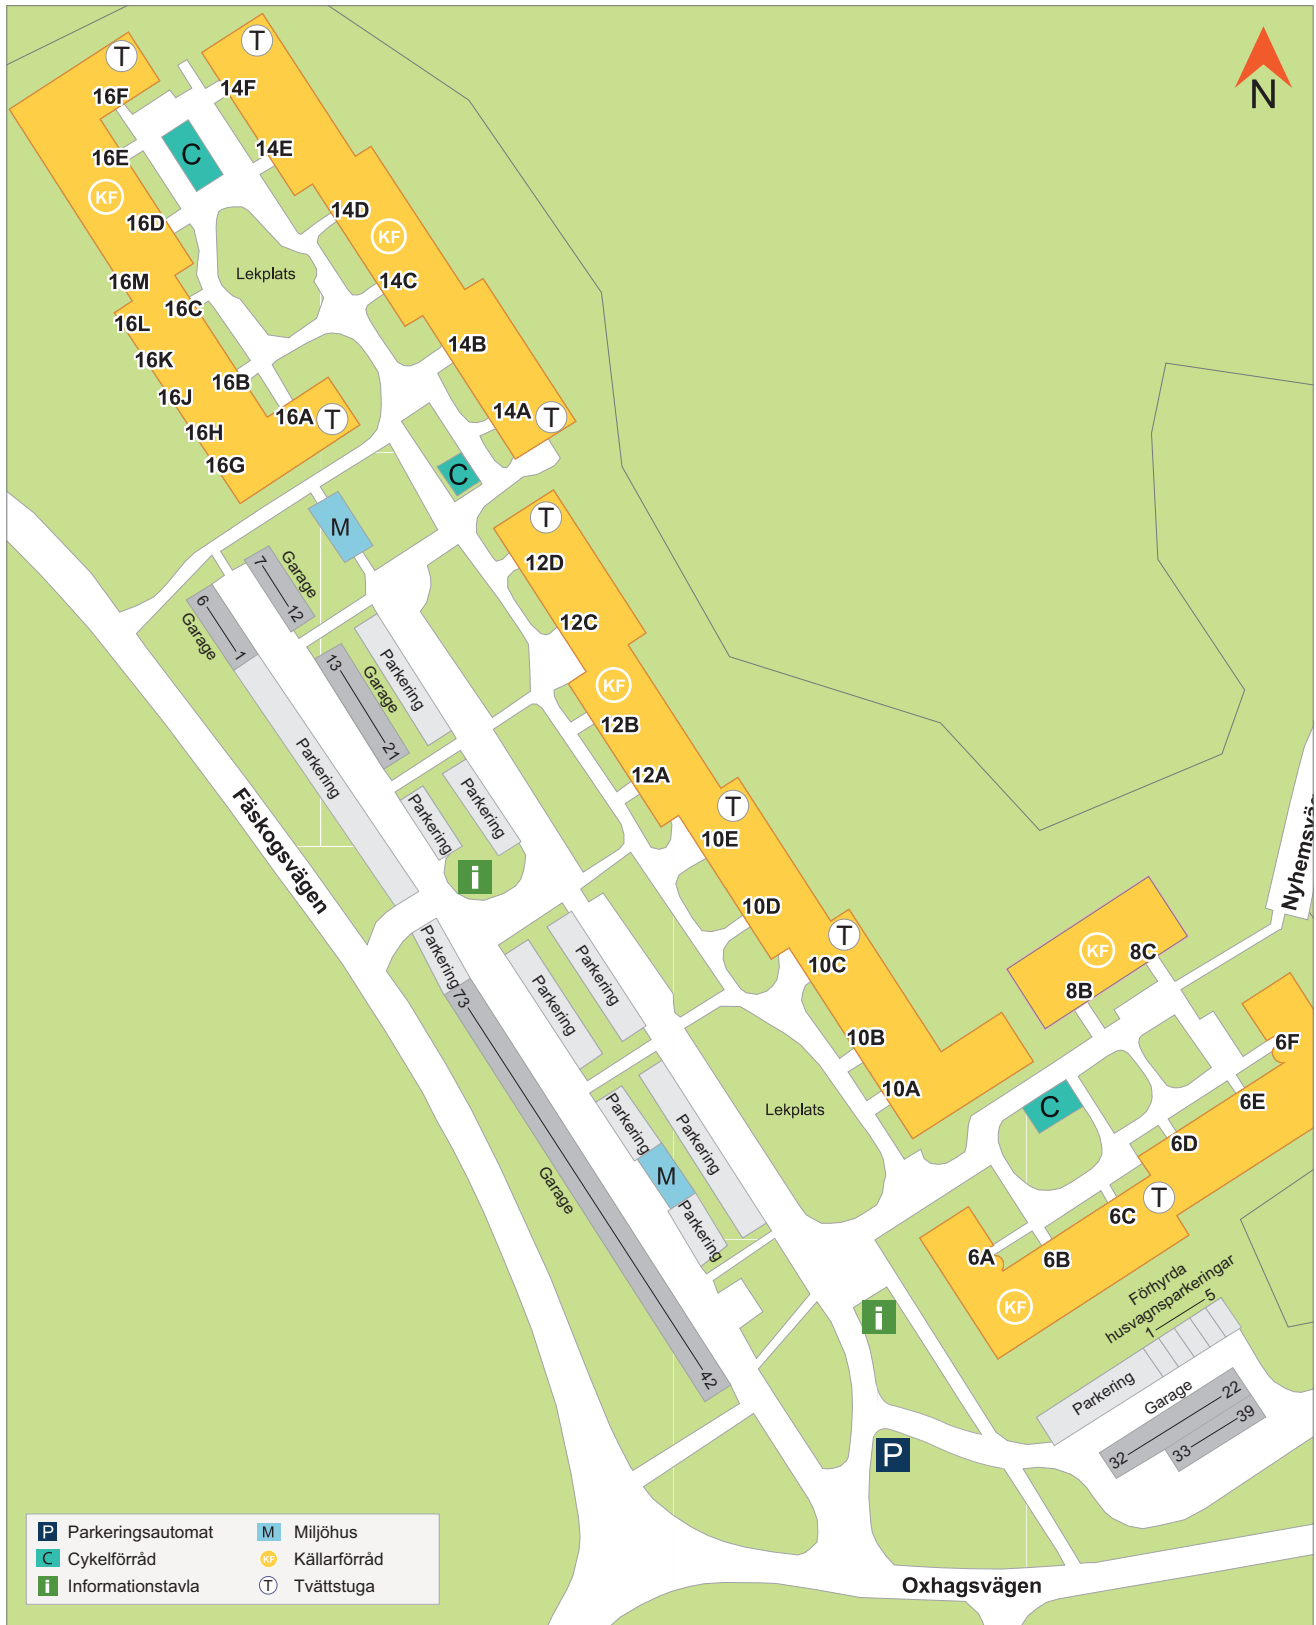 T
T
N
16F
14F
16E
C
14E
KF
16D
14D
KF
Lekplats
16M
14C
16C
16L
14B
16K
16B
16J
16A
T
14A
T
16H
16G
C
M
T
12D
7 12
Garage
6 1
Garage
12C
Parkering
13 21
Garage
KF
12B
Parkering
12A
Fäskogsvägen
Parkering
Parkering
T
10E
i
10D
T
10C
Parkering
Parkering
Parkering
73 42
Garage
KF
8C
8B
10B
10A
6F
6E
6D
C
Lekplats
Parkering
Parkering
M
Parkering
T
6C
6B
6A
KF
Förhyrda
husvagnsparkeringar
1 5
i
Parkering
Garage
32 22
33 39
P
P Parkeringsautomat
C Cykelförråd
i Informationstavla
M Miljöhus
KF Källarförråd
T Tvättstuga
Oxhagsvägen